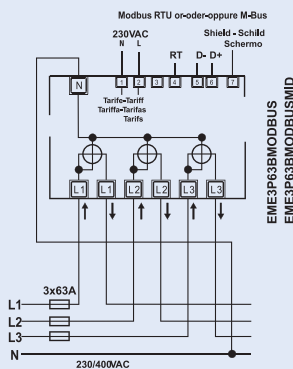 Modbus RTU or-oder-oppure M-Bus
230VAC
N L
RT
D- D+
Shield - Schild
Schermo
N 1 2 3 4 5 6 7
Tarife-Tariff
Tariffa-Tarifas
Tarifs
L1 L1 L2 L2 L3 L3
EME3P63BMODBUS
EME3P63BMODBUSMID
3x63A
L1
L2
L3
N
230/400VAC